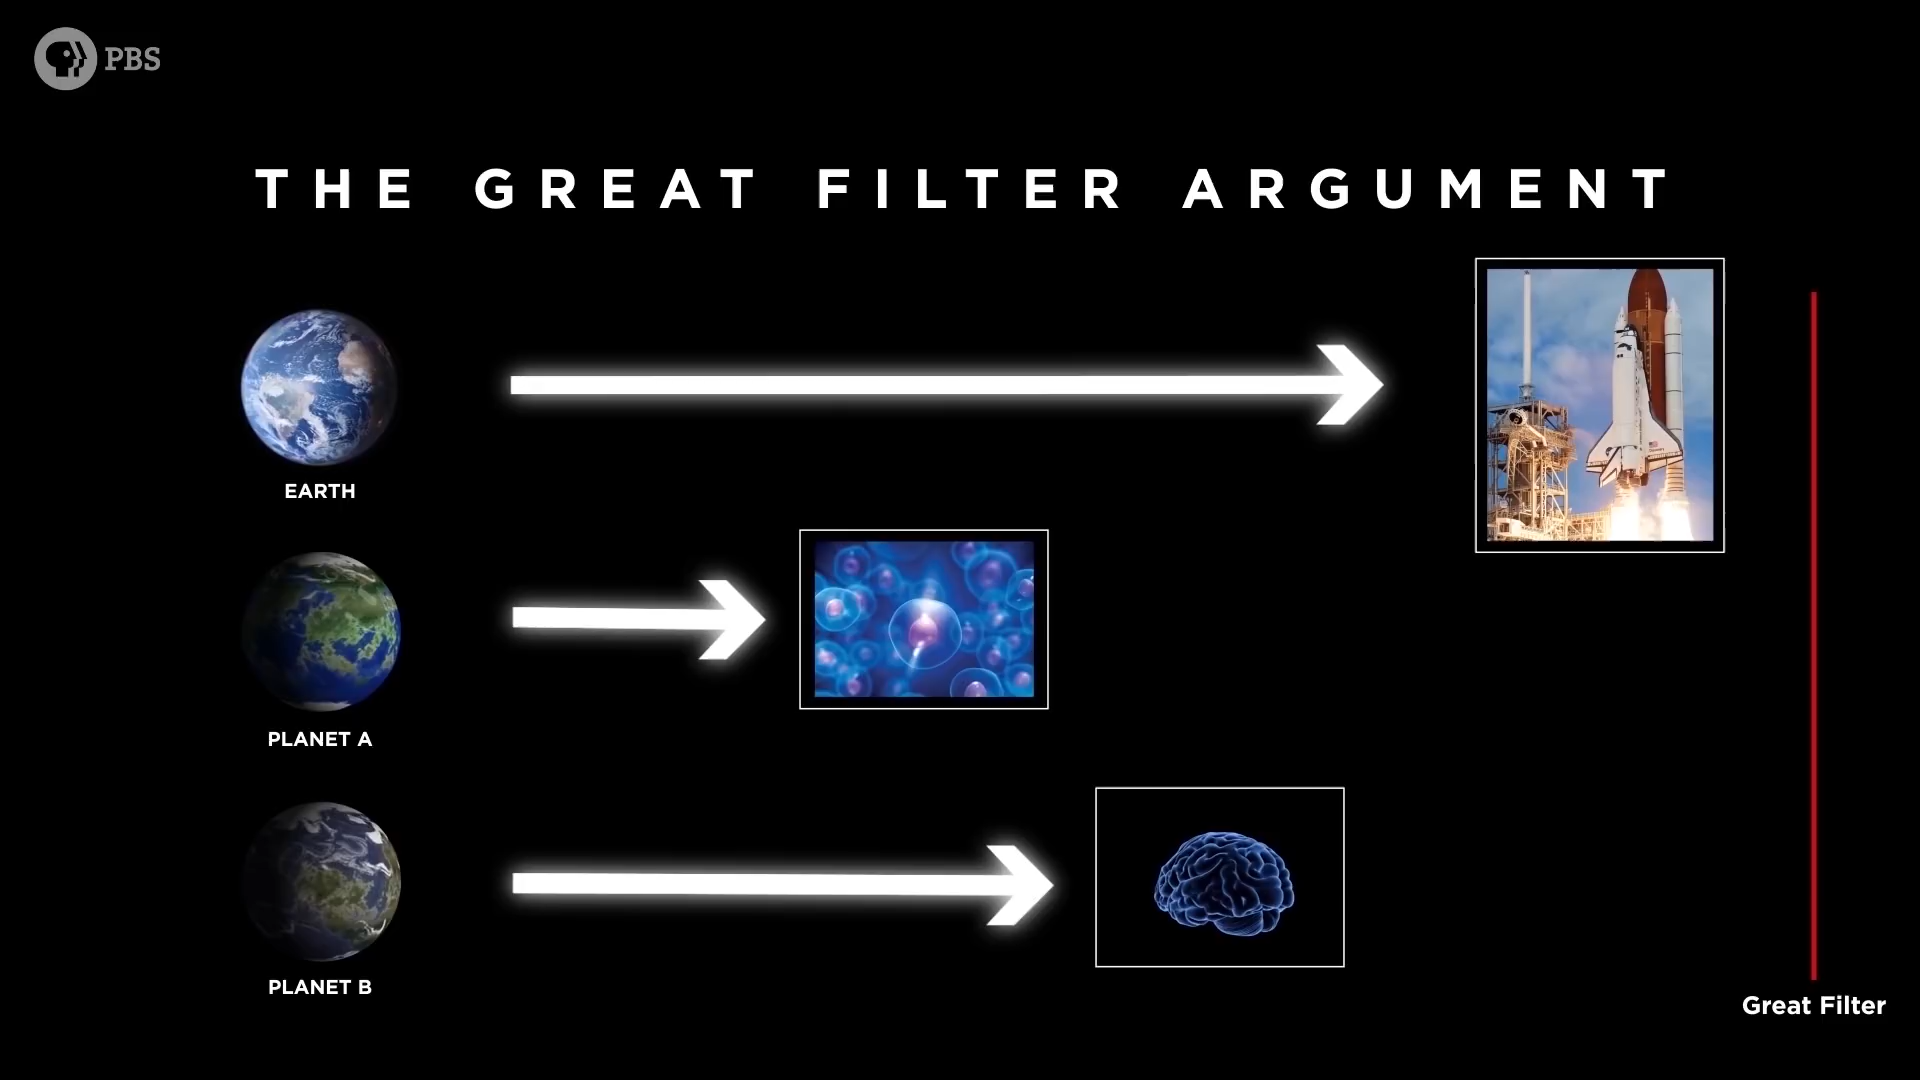 PBS
THE GREAT FILTER ARGUMENT
EARTH
PLANET A
PLANET B
Great Filter